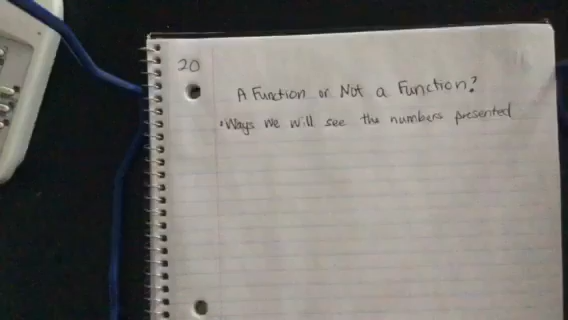 20
A Function or Not a Function?
•Ways we will see the numbers presented